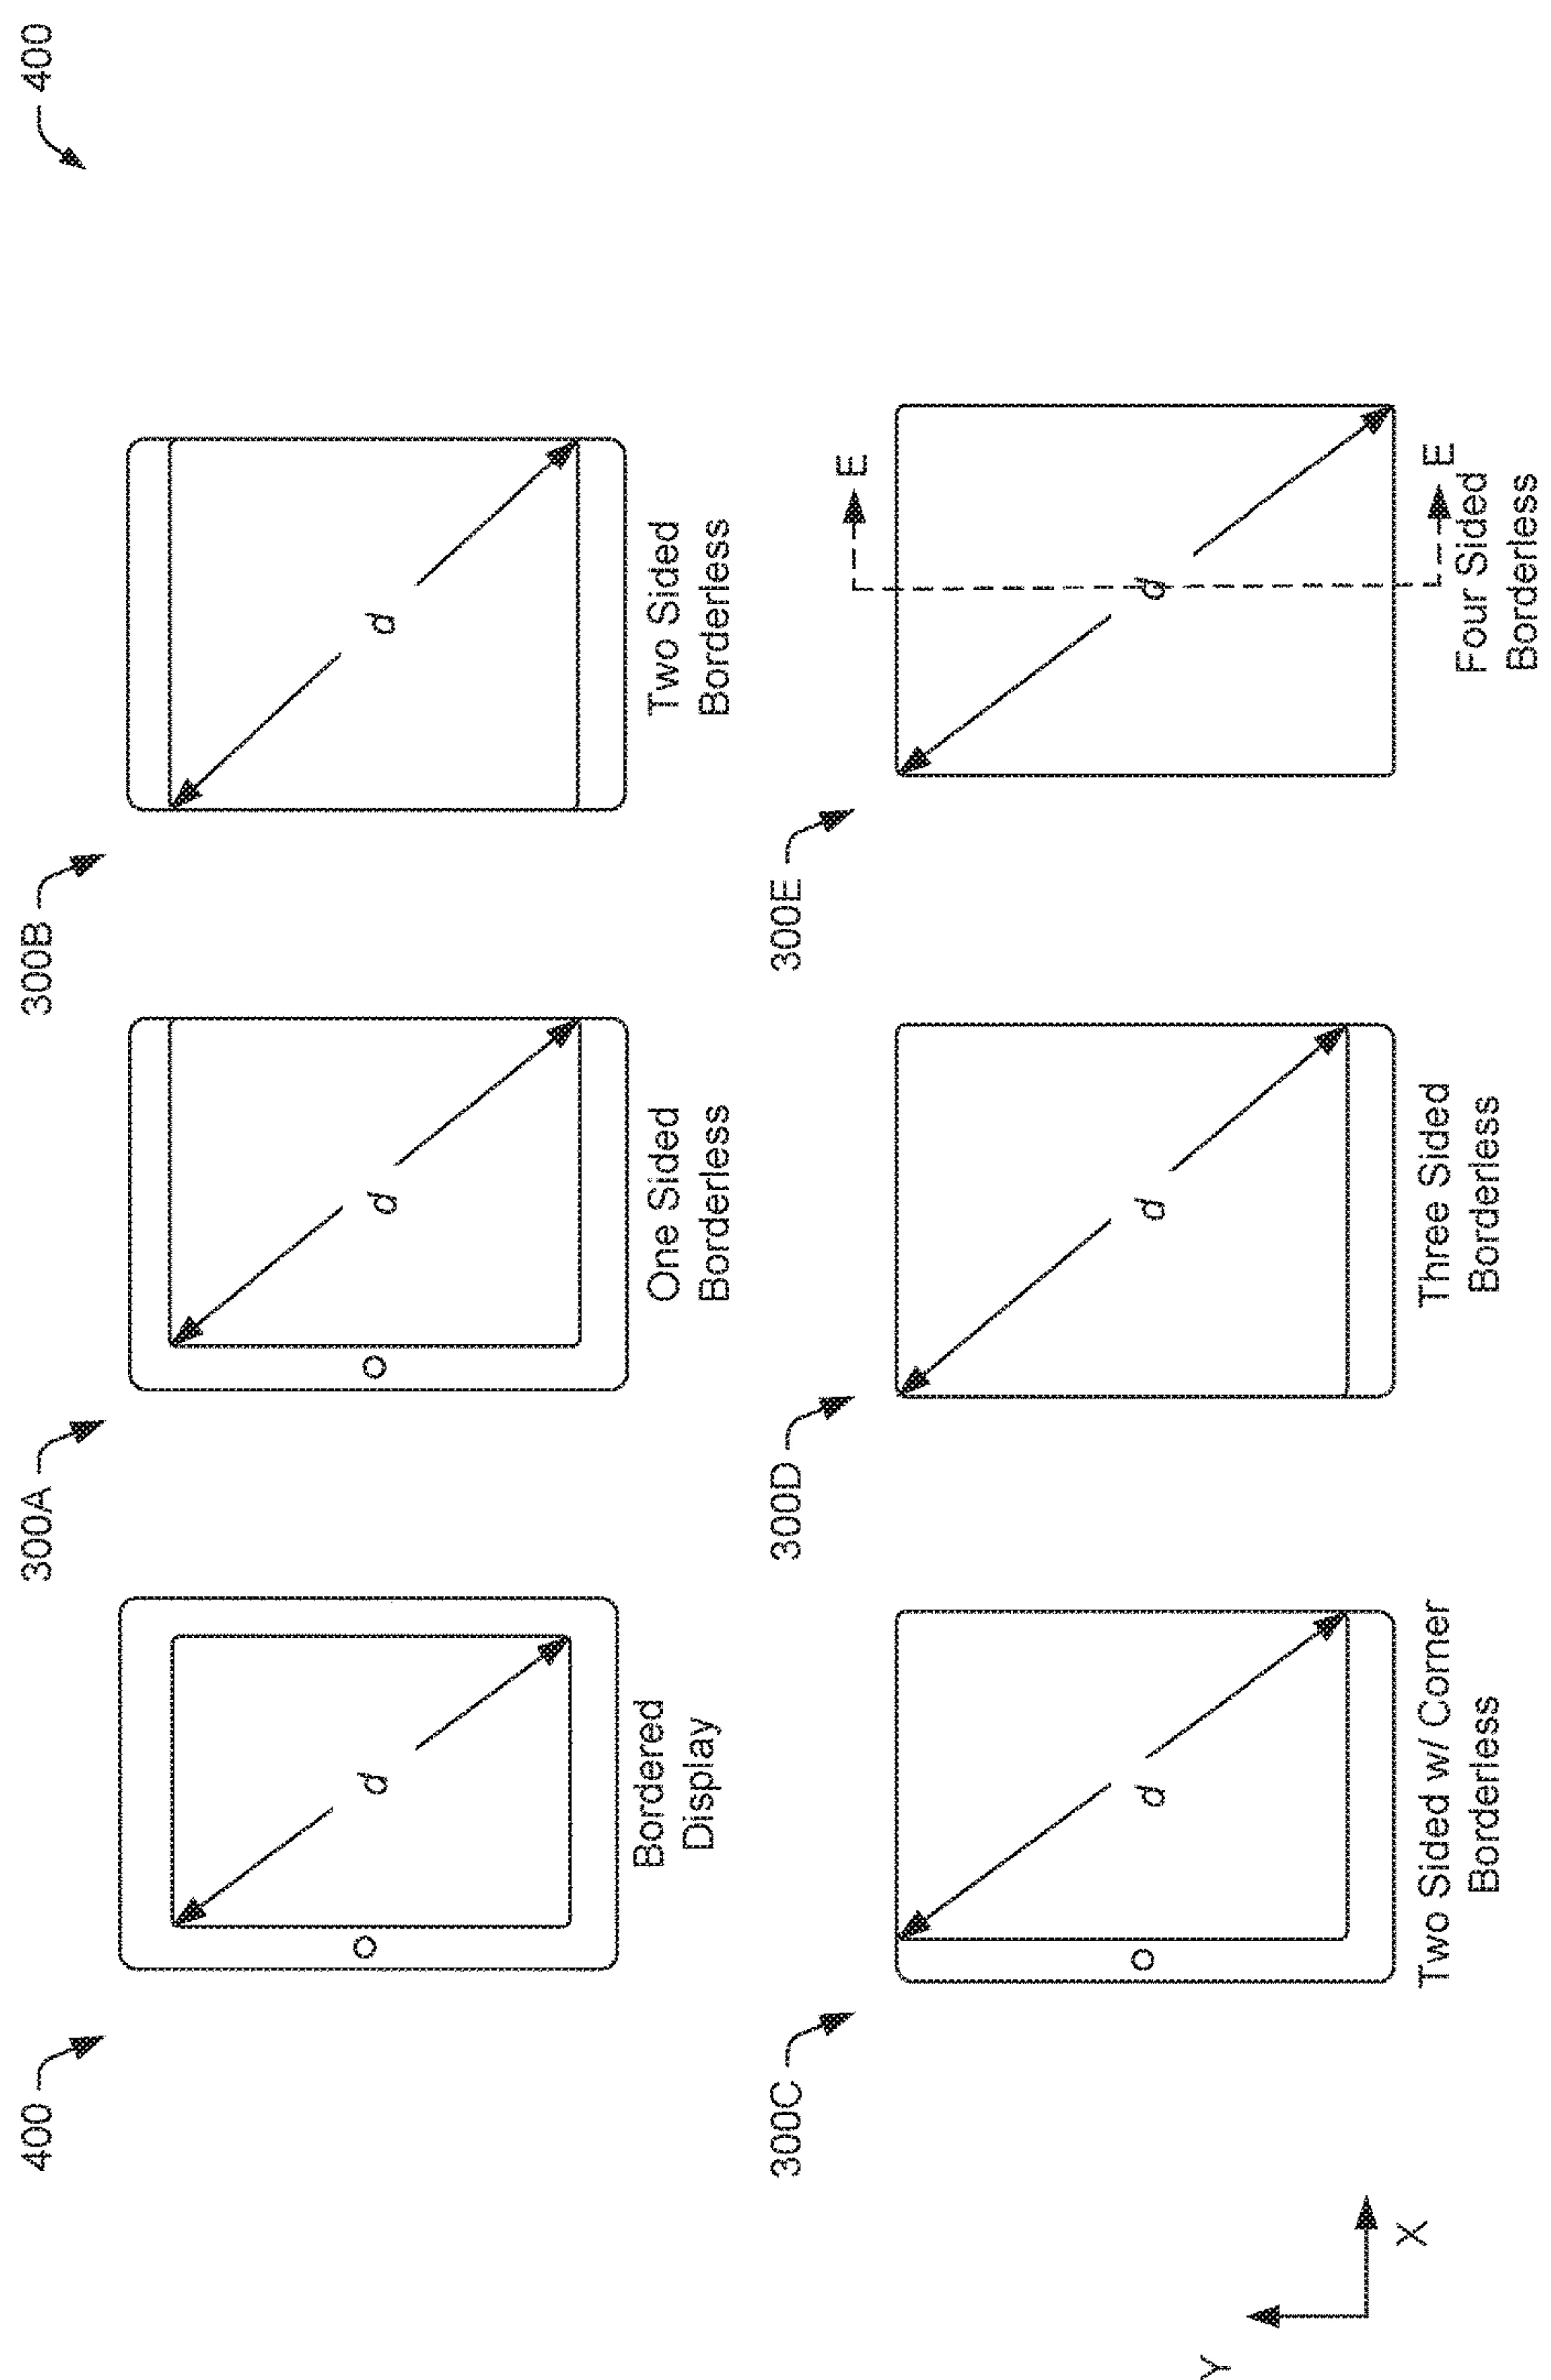 400
400
d
Bordered
Display
300A
d
One Sided
Borderless
300B
d
Two Sided
Borderless
300C
d
Two Sided w/ Corner
Borderless
300D
d
Three Sided
Borderless
300E
E
d
E
Four Sided
Borderless
Y
X